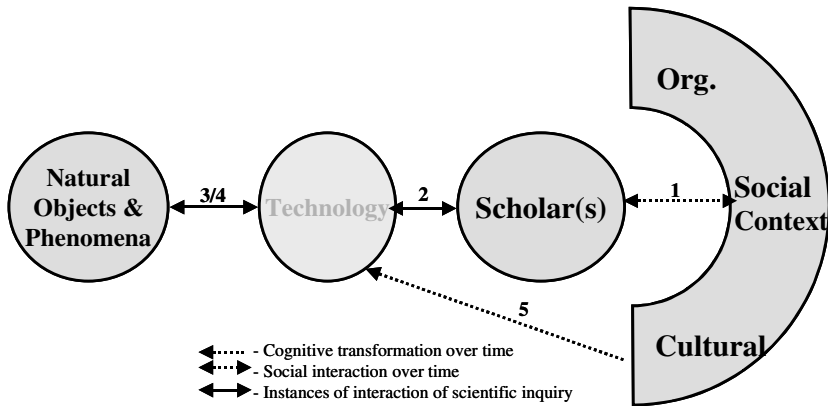 Org.
Natural
Objects &
Phenomena
3/4
Technology
2
Scholar(s)
1
Social
Context
5
Cultural
- Cognitive transformation over time
- Social interaction over time
- Instances of interaction of scientific inquiry